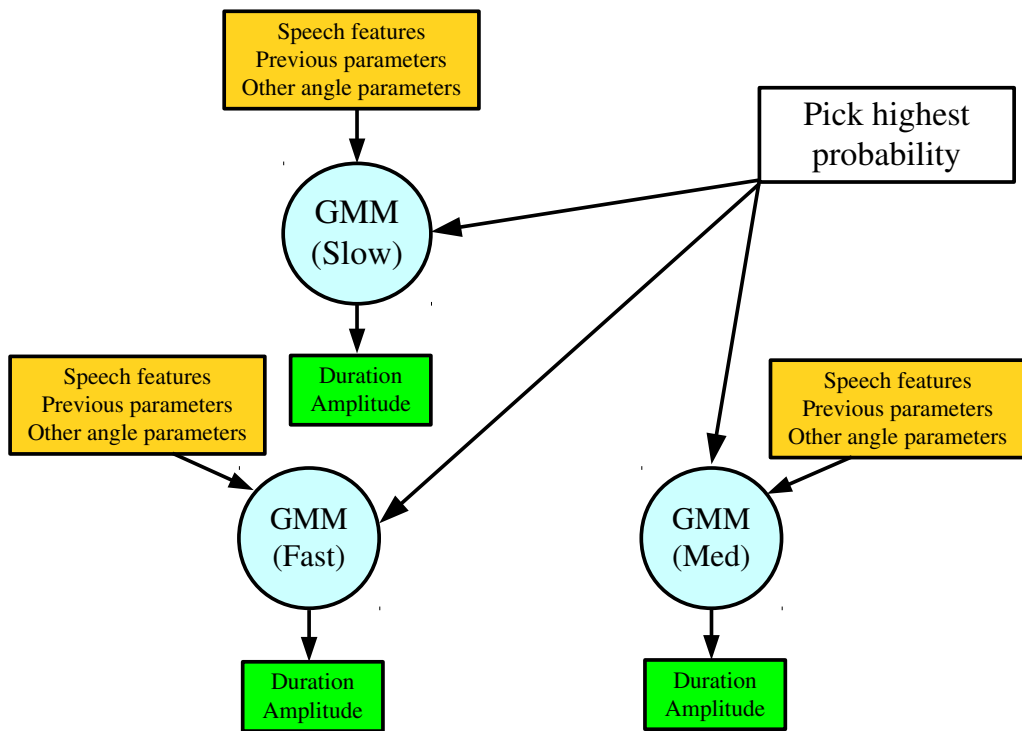 Speech features
Previous parameters
Other angle parameters
Pick highest
probability
GMM
(Slow)
Duration
Amplitude
Speech features
Previous parameters
Other angle parameters
Speech features
Previous parameters
Other angle parameters
GMM
(Fast)
GMM
(Med)
Duration
Amplitude
Duration
Amplitude